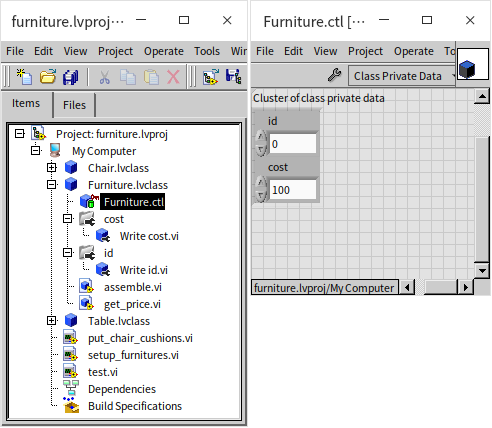 furniture.lvproj...
File Edit View Project Operate Tools Win
Items Files
Project: furniture.lvproj
My Computer
Chair.lvclass
Furniture.lvclass
Furniture.ctl
cost
Write cost.vi
id
Write id.vi
assemble.vi
get_price.vi
Table.lvclass
put_chair_cushions.vi
setup_furnitures.vi
test.vi
Dependencies
Build Specifications
Furniture.ctl [...
File Edit View Project Operate To
Class Private Data
Cluster of class private data
id
0
cost
100
furniture.lvproj/My Computer